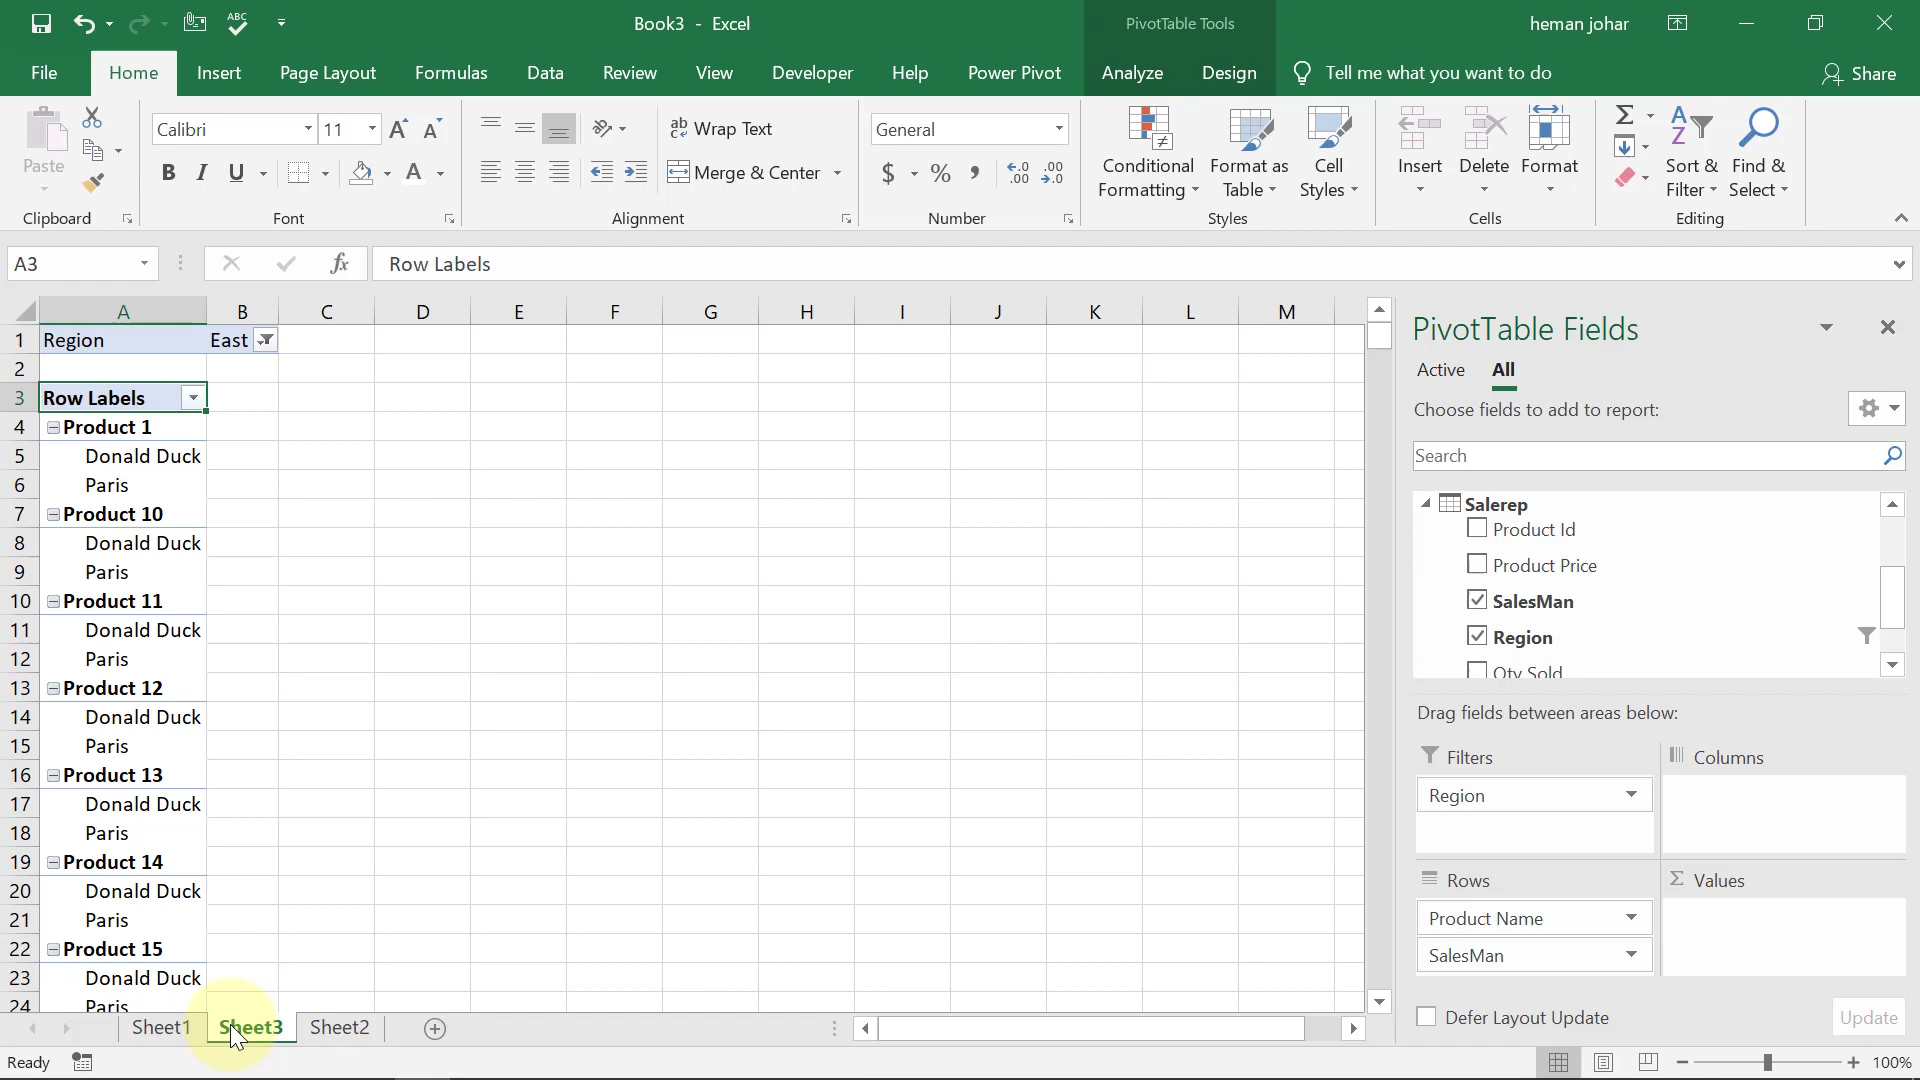 ABC
Book3 - Excel
PivotTable Tools
heman johar
File Home Insert Page Layout Formulas Data Review View Developer Help Power Pivot Analyze Design Tell me what you want to do Share
Paste
Clipboard
Calibri 11 A A
B I U A
Font
ab Wrap Text
Merge & Center
Alignment
General
$ % , .00 .00
Number
Conditional Formatting
Format as Table
Cell Styles
Styles
Insert Delete Format
Cells
Sort & Filter
Find & Select
Editing
A3 fx Row Labels
A B C D E F G H I J K L M
1 Region East
2
3 Row Labels
4 Product 1
5 Donald Duck
6 Paris
7 Product 10
8 Donald Duck
9 Paris
10 Product 11
11 Donald Duck
12 Paris
13 Product 12
14 Donald Duck
15 Paris
16 Product 13
17 Donald Duck
18 Paris
19 Product 14
20 Donald Duck
21 Paris
22 Product 15
23 Donald Duck
24 Paris
Sheet1 Sheet3 Sheet2
Ready
100%
PivotTable Fields
Active All
Choose fields to add to report:
Search
Salerep
Product Id
Product Price
SalesMan
Region
Qty Sold
Drag fields between areas below:
Filters Columns
Region
Rows Σ Values
Product Name
SalesMan
Defer Layout Update Update